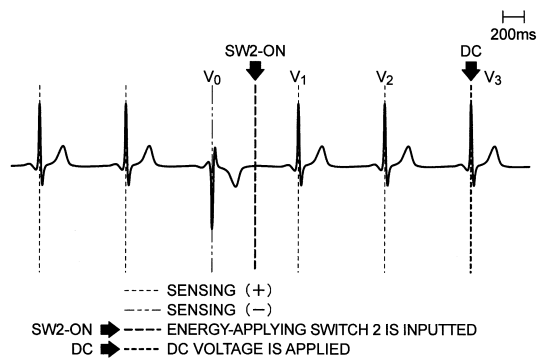 200ms
SW2-ON DC
V0 V1 V2 V3
SENSING (+)
SENSING (−)
SW2-ON ENERGY-APPLYING SWITCH 2 IS INPUTTED
DC DC VOLTAGE IS APPLIED